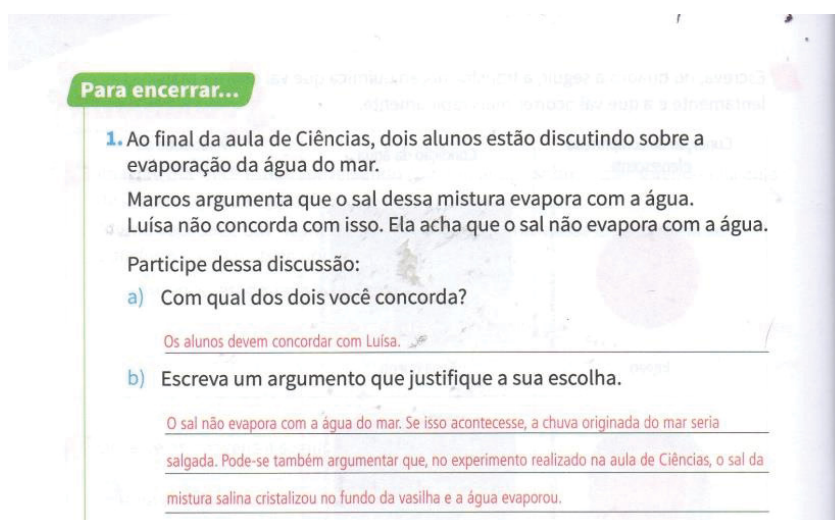 Para encerrar...
1. Ao final da aula de Ciências, dois alunos estão discutindo sobre a
evaporação da água do mar.
Marcos argumenta que o sal dessa mistura evapora com a água.
Luísa não concorda com isso. Ela acha que o sal não evapora com a água.
Participe dessa discussão:
a) Com qual dos dois você concorda?
Os alunos devem concordar com Luísa.
b) Escreva um argumento que justifique a sua escolha.
O sal não evapora com a água do mar. Se isso acontecesse, a chuva originada do mar seria
salgada. Pode-se também argumentar que, no experimento realizado na aula de Ciências, o sal da
mistura salina cristalizou no fundo da vasilha e a água evaporou.